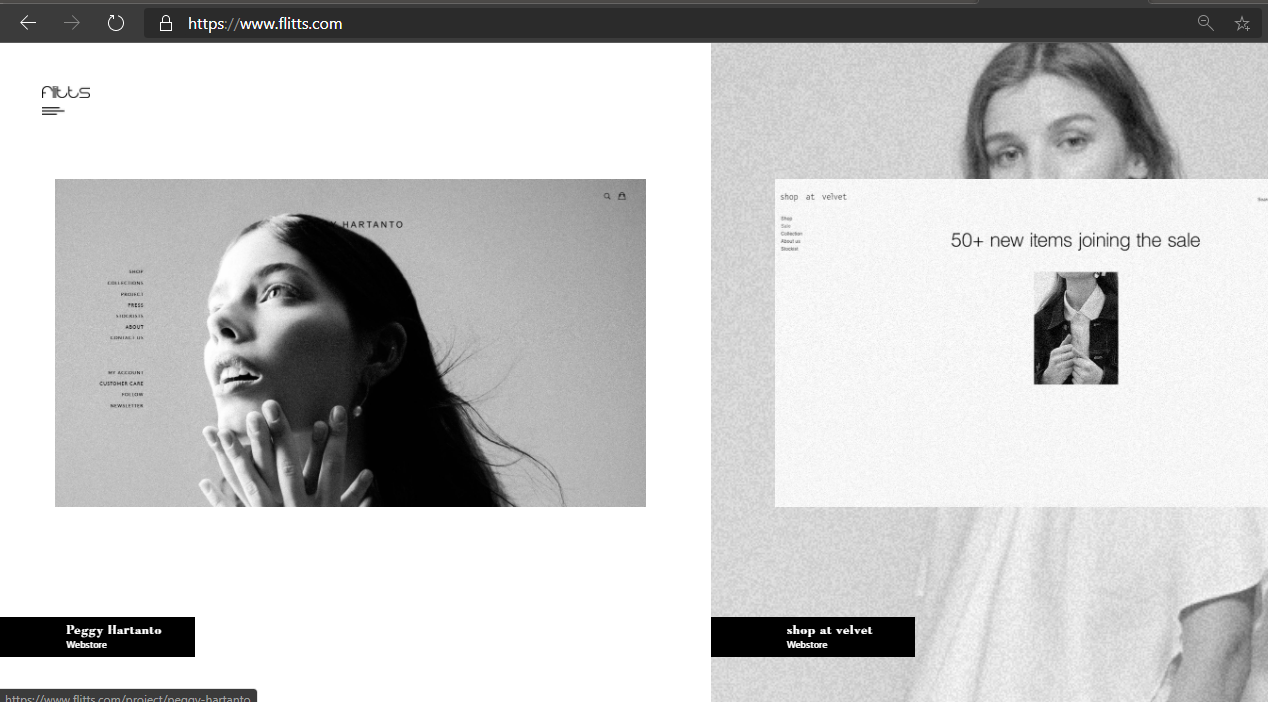 https://www.flitts.com
flitts
HARTANTO
SHOP
COLLECTIONS
PROJECT
PRESS
STOCKISTS
ABOUT
CONTACT US
MY ACCOUNT
CUSTOMER CARE
FOLLOW
NEWSLETTER
Peggy Hartanto
Webstore
shop at velvet
Shop
Sale
Collection
About us
Stockist
50+ new items joining the sale
shop at velvet
Webstore
https://www.flitts.com/project/peggy-hartanto